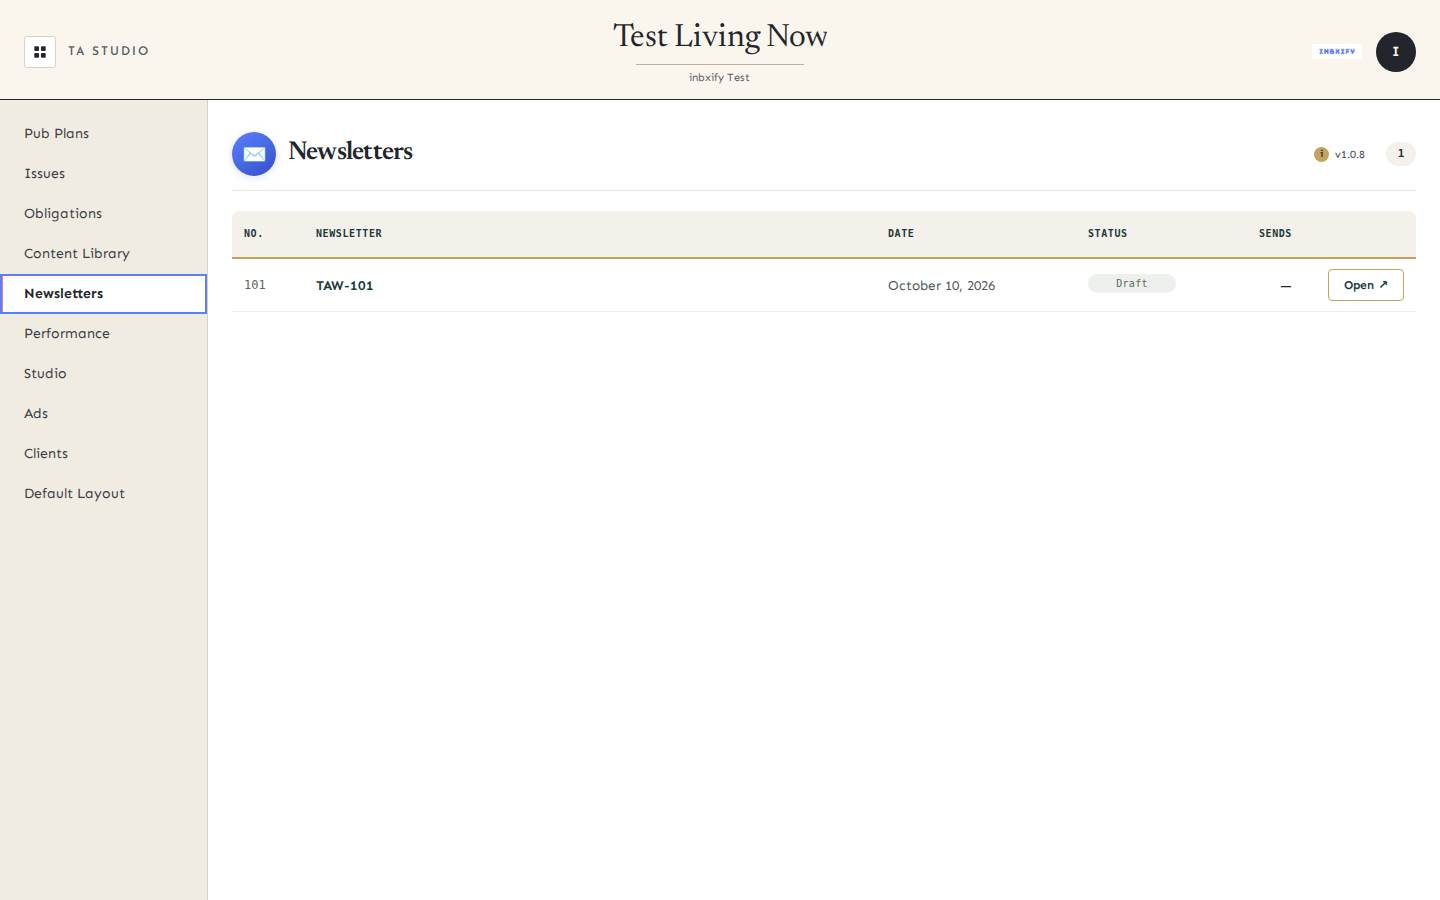 TA STUDIO
Test Living Now
inbxify Test
INBXIFY
I
Pub Plans
Issues
Obligations
Content Library
Newsletters
Performance
Studio
Ads
Clients
Default Layout
Newsletters
i v1.0.8 1
NO. NEWSLETTER DATE STATUS SENDS
101 TAW-101 October 10, 2026 Draft — Open ↗